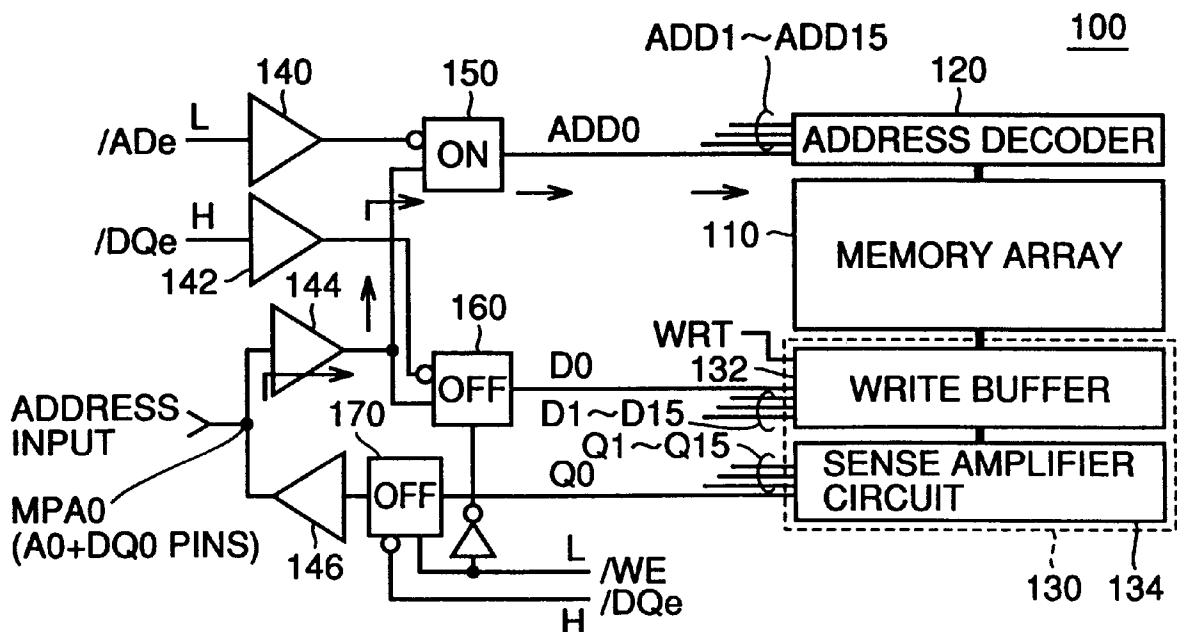 100
ADD1~ADD15
140
150
120
/ADe
L
ON
ADD0
ADDRESS DECODER
/DQe
H
110
MEMORY ARRAY
142
144
160
WRT
132
OFF
D0
WRITE BUFFER
ADDRESS
INPUT
170
D1~D15
Q1~Q15
OFF
Q0
SENSE AMPLIFIER
CIRCUIT
MPA0
(A0+DQ0 PINS)
146
L
/WE
H
/DQe
130
134